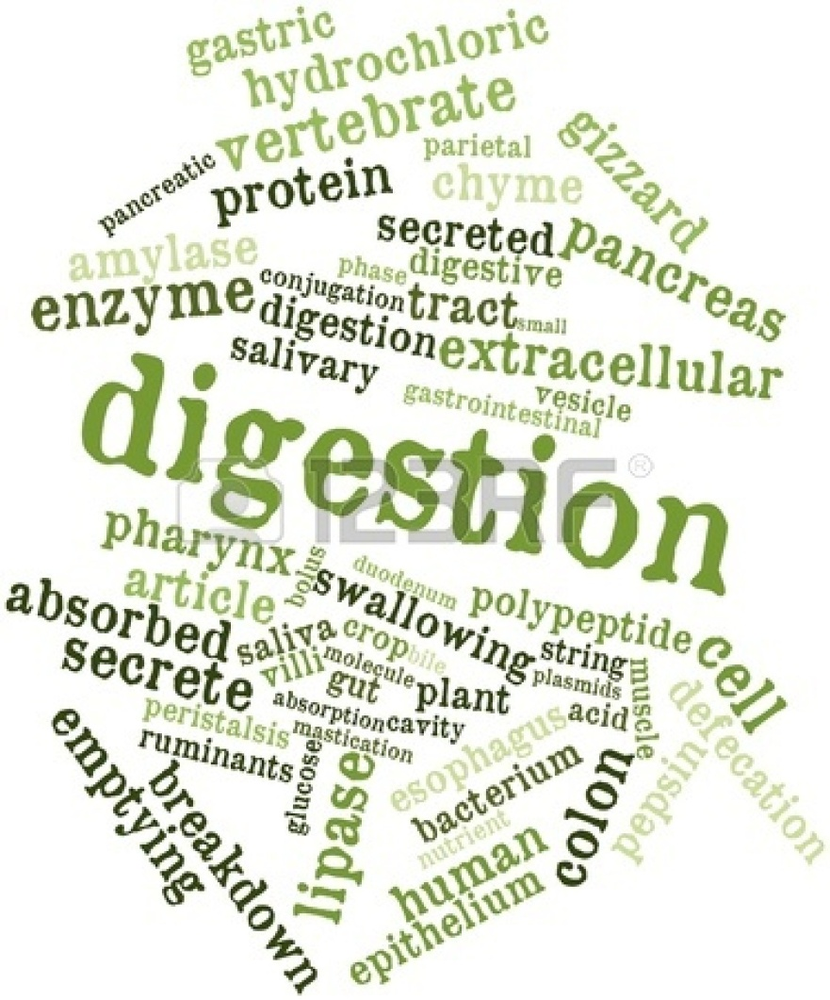 gastric
hydrochloric
vertebrate
parietal
gizzard
pancreatic
protein
chyme
secreted
pancreas
amylase
phase
digestive
enzyme
conjugation
tract
small
digestion
extracellular
salivary
vesicle
gastrointestinal
digestion
123RF®
pharynx
bolus
duodenum
article
swallowing
polypeptide
absorbed
saliva
crop
bile
string
cell
secrete
villi
molecule
gut
plant
plasmids
muscle
defecation
peristalsis
absorption
cavity
acid
mastication
esophagus
emptying
ruminants
glucose
lipase
bacterium
colon
pepsin
breakdown
nutrient
human
epithelium